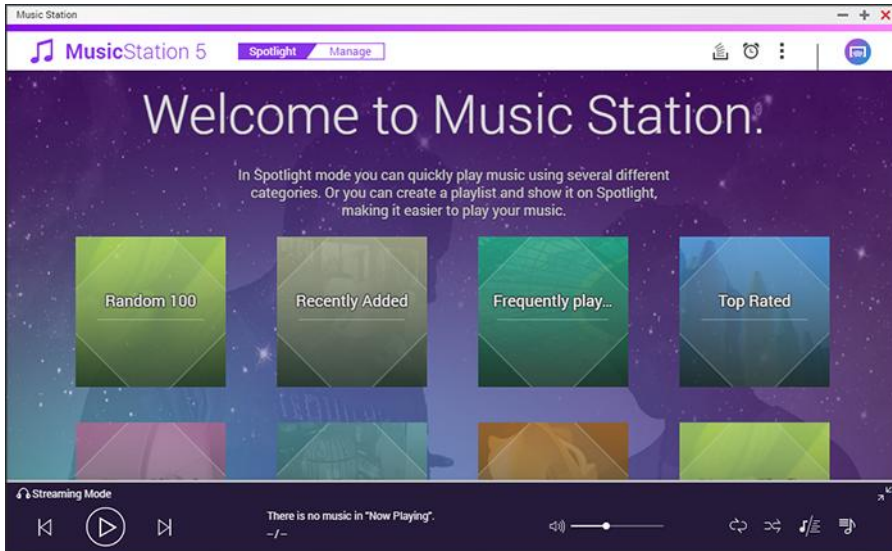 Music Station
MusicStation 5
Spotlight
Manage
Welcome to Music Station.
In Spotlight mode you can quickly play music using several different
categories. Or you can create a playlist and show it on Spotlight,
making it easier to play your music.
Random 100
Recently Added
Frequently play...
Top Rated
Streaming Mode
There is no music in "Now Playing".
--/--